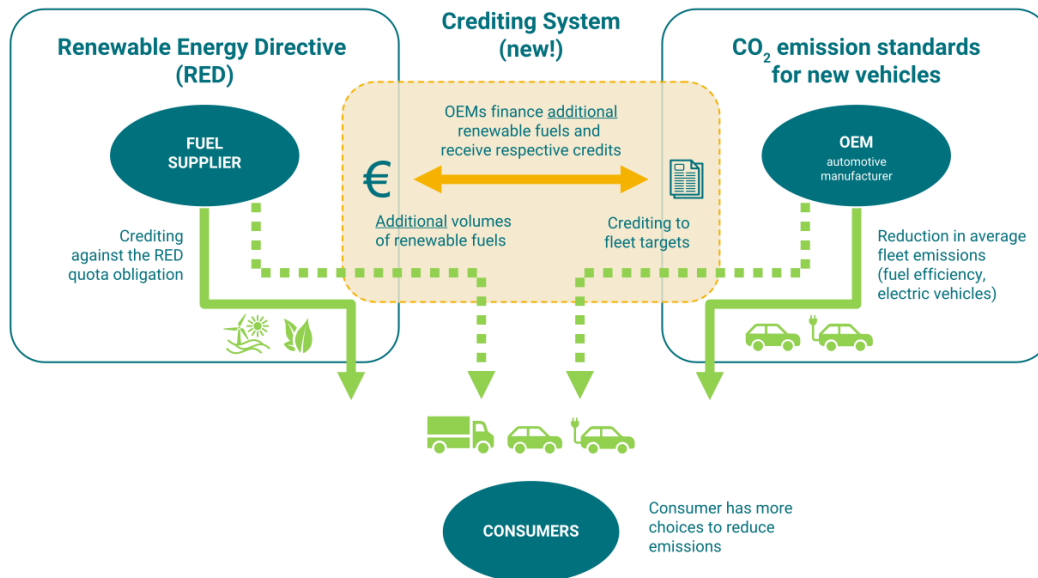 Renewable Energy Directive
(RED)
Crediting System
(new!)
CO₂ emission standards
for new vehicles
FUEL
SUPPLIER
OEMs finance additional
renewable fuels and
receive respective credits
OEM
automotive
manufacturer
€
Additional volumes
of renewable fuels
Crediting to
fleet targets
Crediting
against the RED
quota obligation
Reduction in average
fleet emissions
(fuel efficiency,
electric vehicles)
CONSUMERS
Consumer has more
choices to reduce
emissions